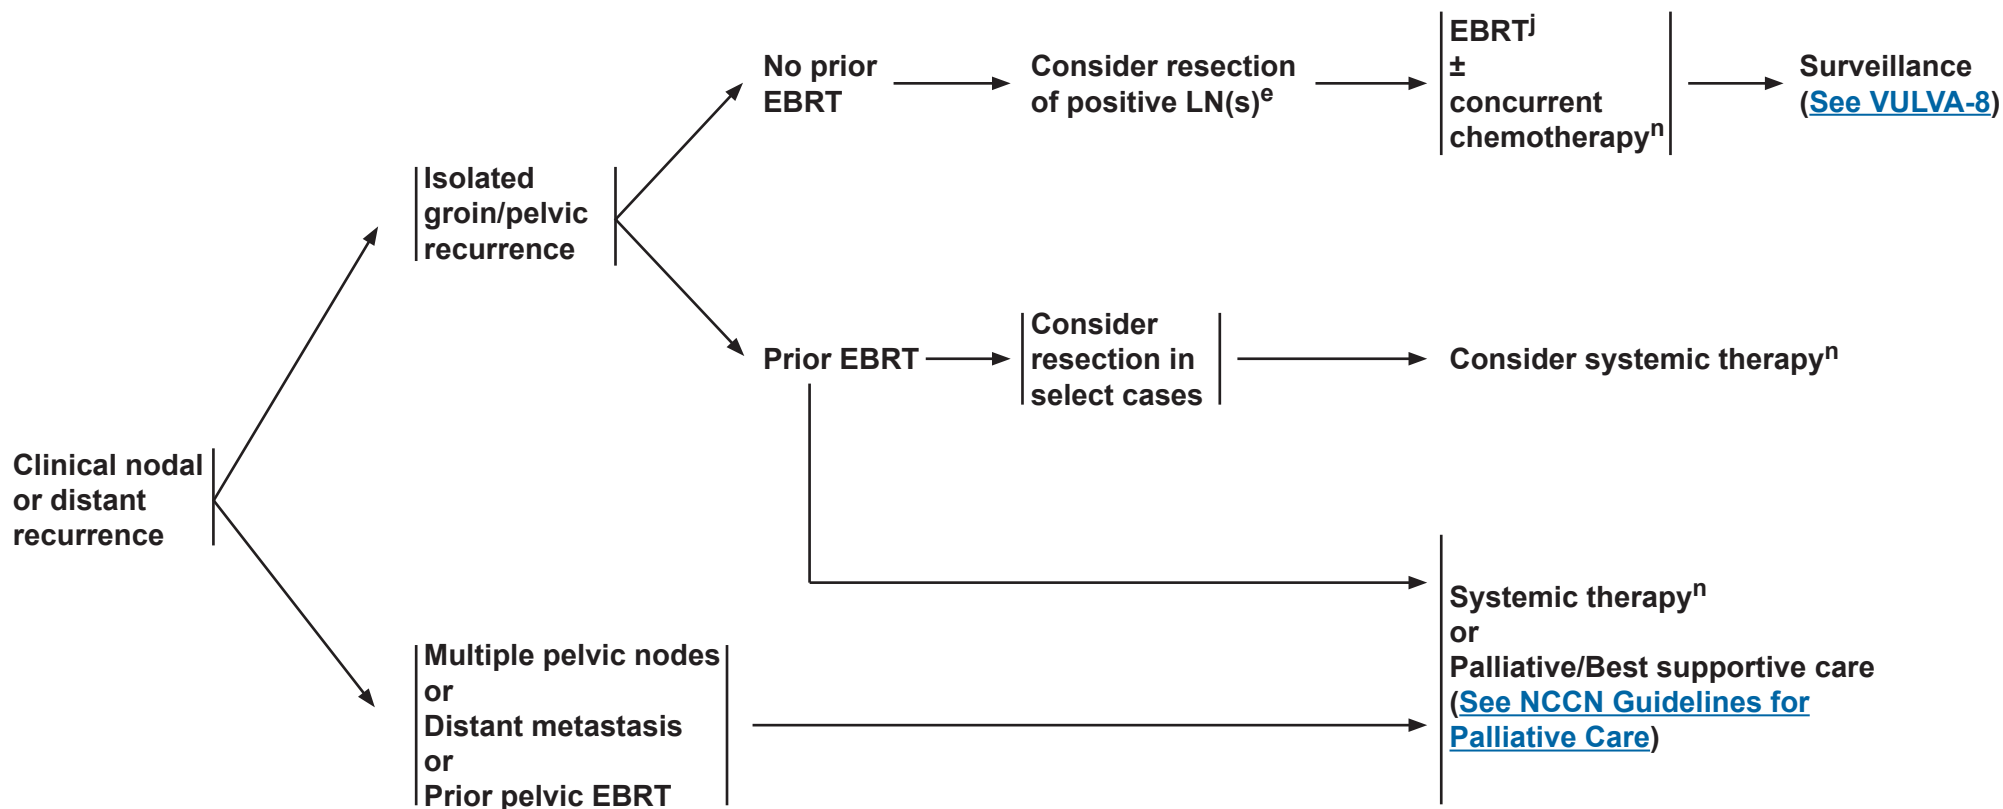 No prior
EBRT
Consider resection
of positive LN(s)e
EBRTj
±
concurrent
chemotherapyn
Surveillance
(See VULVA-8)
Isolated
groin/pelvic
recurrence
Prior EBRT
Consider
resection in
select cases
Consider systemic therapyn
Clinical nodal
or distant
recurrence
Multiple pelvic nodes
or
Distant metastasis
or
Prior pelvic EBRT
Systemic therapyn
or
Palliative/Best supportive care
(See NCCN Guidelines for
Palliative Care)